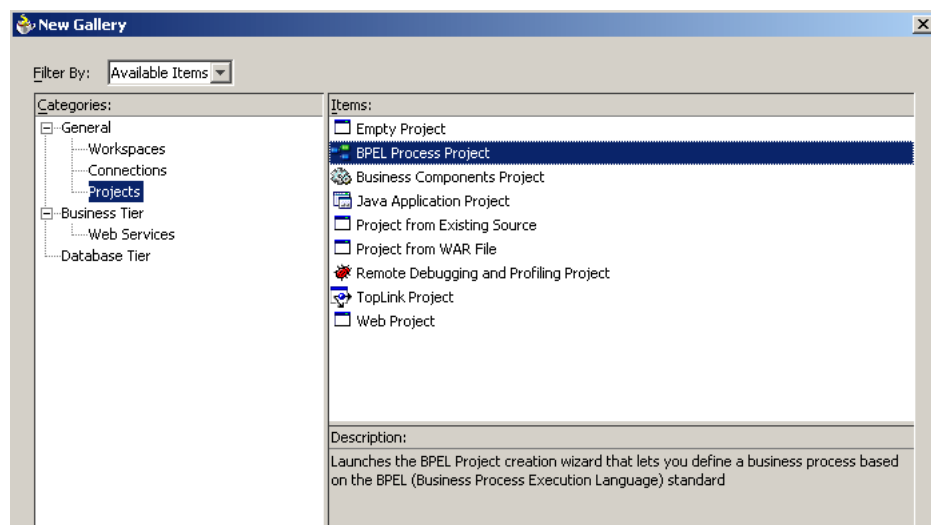 New Gallery
Filter By: Available Items
Categories:
General
Workspaces
Connections
Projects
Business Tier
Web Services
Database Tier
Items:
Empty Project
BPEL Process Project
Business Components Project
Java Application Project
Project from Existing Source
Project from WAR File
Remote Debugging and Profiling Project
TopLink Project
Web Project
Description:
Launches the BPEL Project creation wizard that lets you define a business process based
on the BPEL (Business Process Execution Language) standard